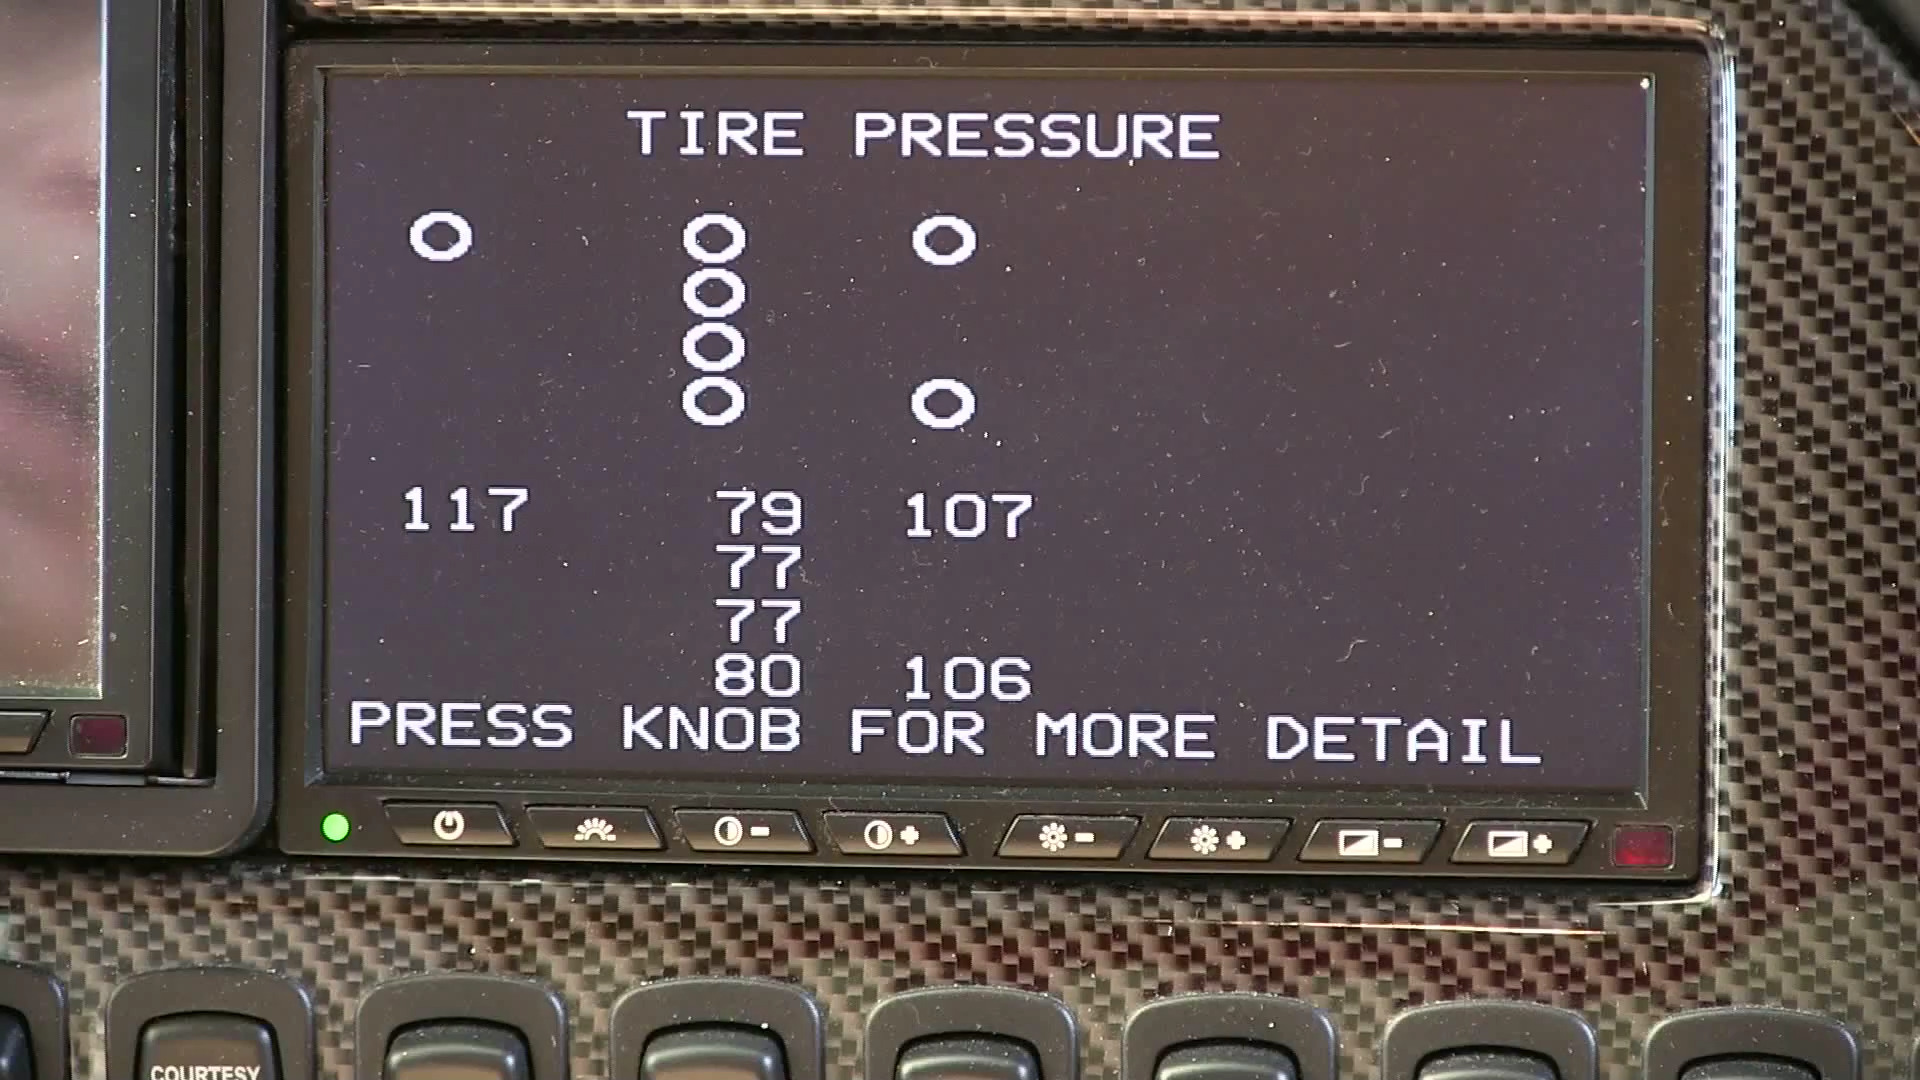 TIRE PRESSURE
O O O
O
O
O O
117 79 107
77
77
80 106
PRESS KNOB FOR MORE DETAIL
COURTESY